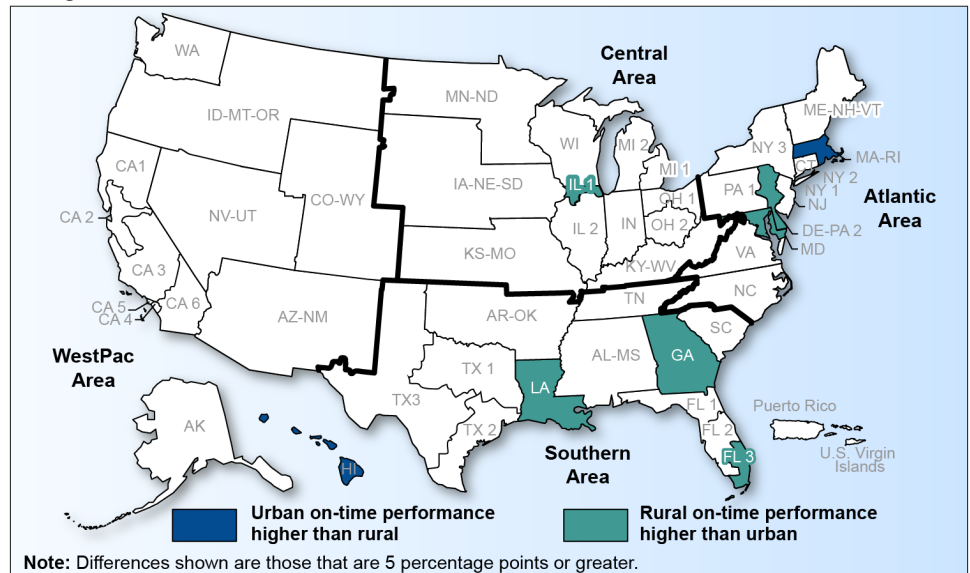 Central
Area
WA
MN-ND
ME-NH-VT
ID-MT-OR
WI
MI 2
NY 3
MA-RI
CA1
MI 1
CT
NY 2
IA-NE-SD
IL 1
OH 1
PA 1
NY 1
NJ
CO-WY
Atlantic
Area
CA 2
NV-UT
IL 2
IN
OH 2
DE-PA 2
MD
KS-MO
VA
CA 3
KY-WV
NC
TN
CA 5
CA 4
CA 6
AZ-NM
AR-OK
SC
WestPac
Area
AL-MS
GA
TX 1
LA
TX3
FL 1
Puerto Rico
AK
TX 2
FL 2
U.S. Virgin
Islands
Southern
Area
FL 3
HI
Urban on-time performance
higher than rural
Rural on-time performance
higher than urban
Note: Differences shown are those that are 5 percentage points or greater.